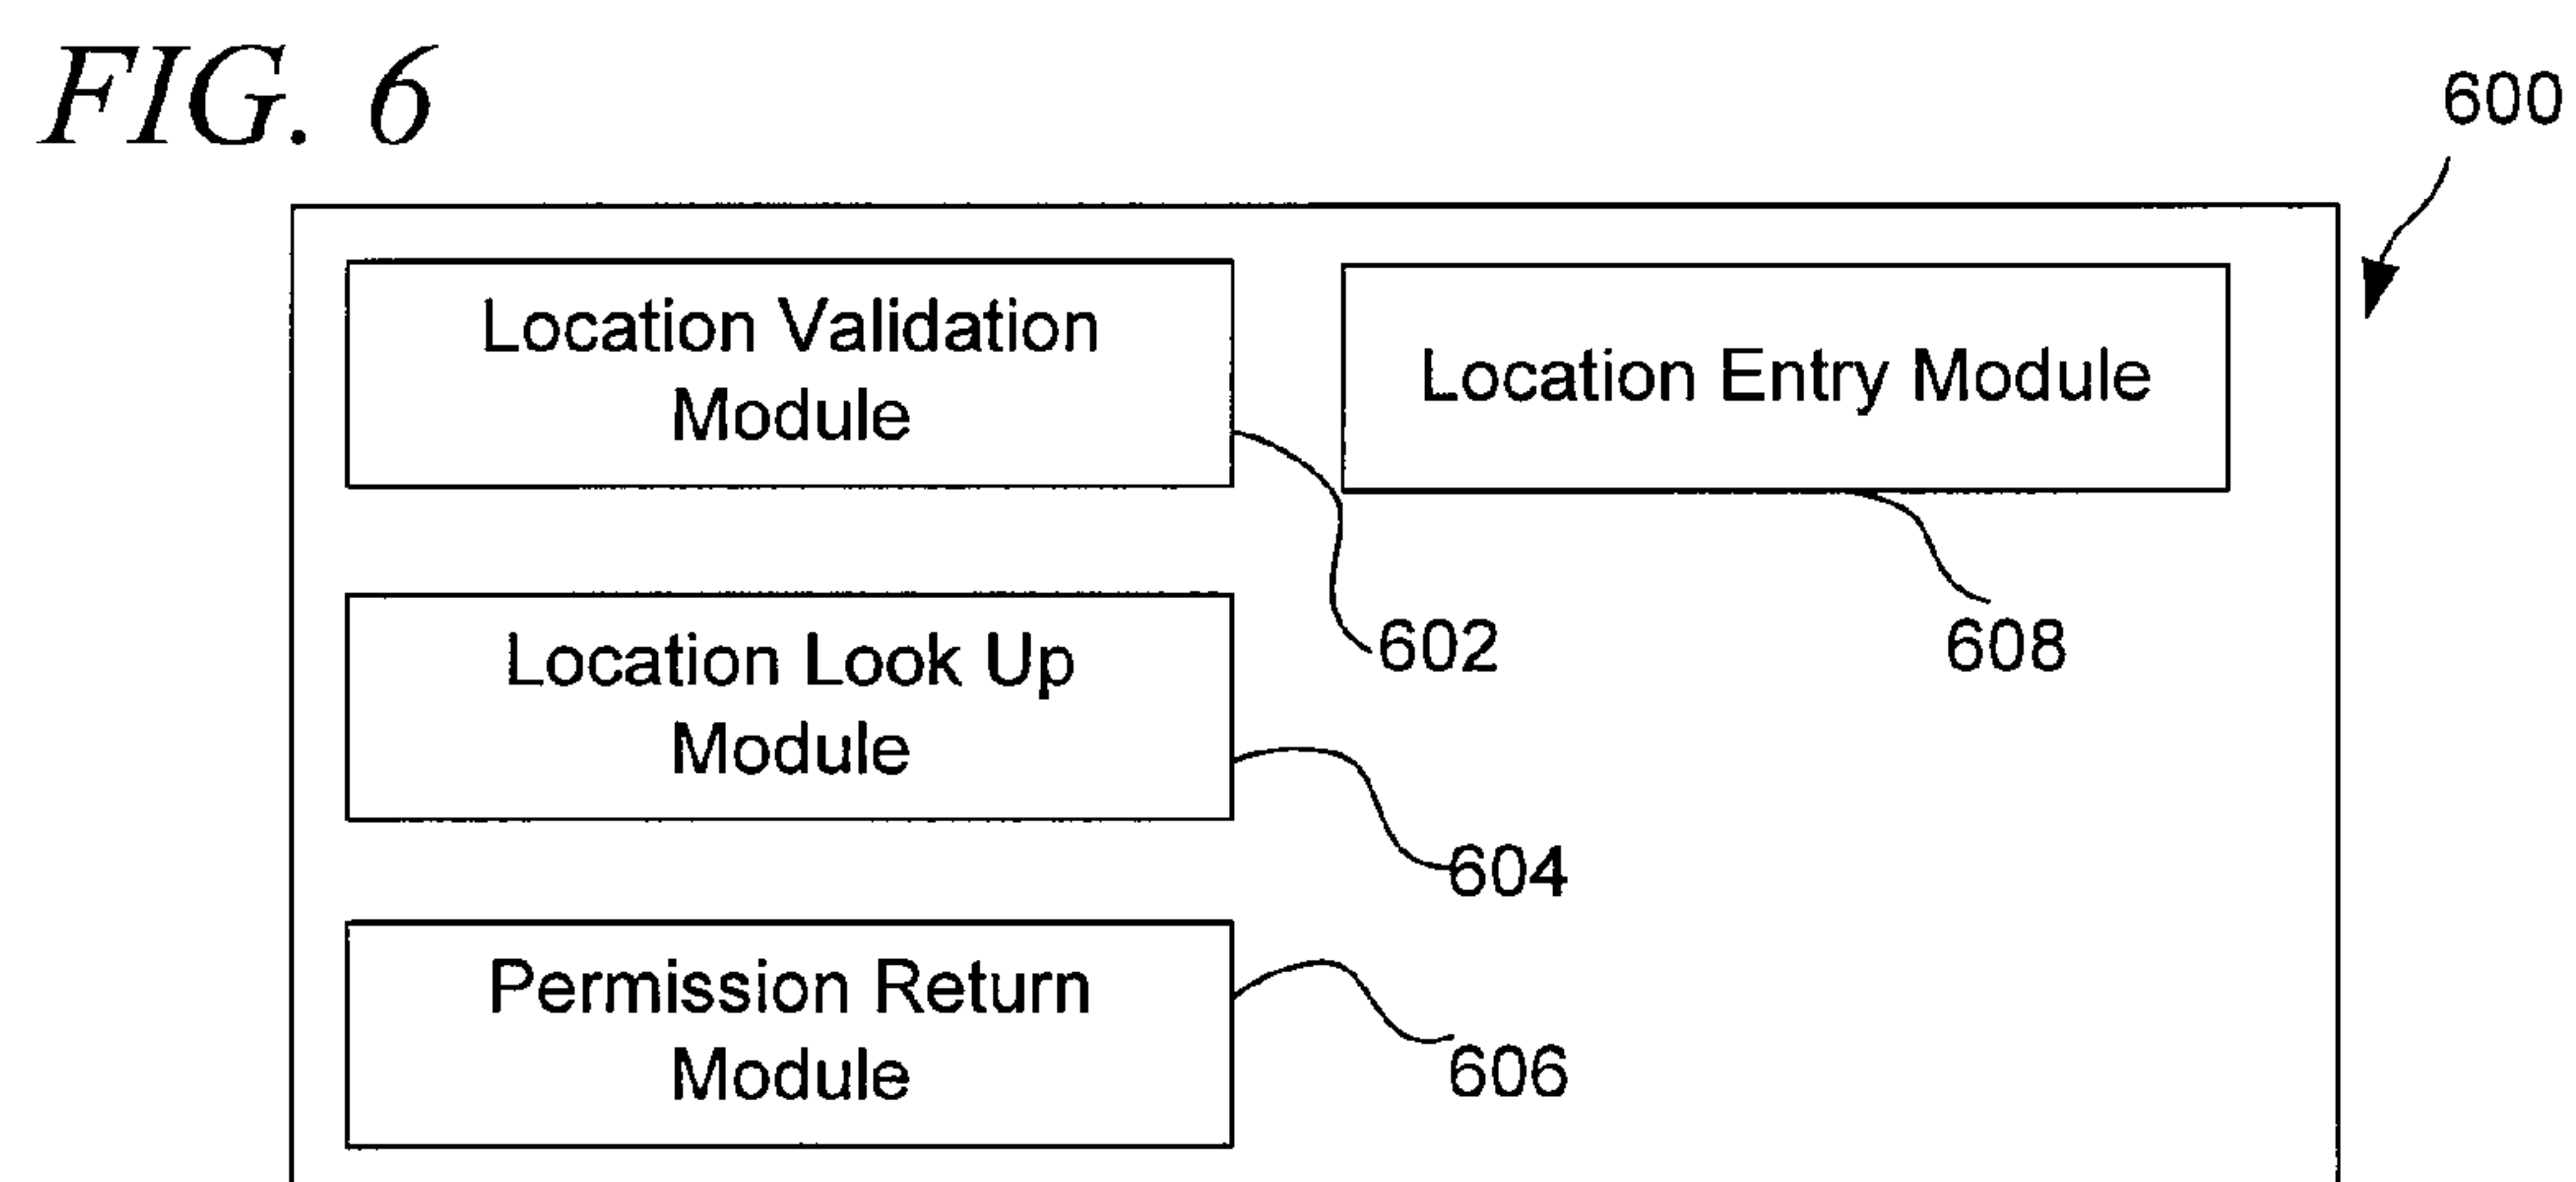 FIG. 6
600
Location Validation
Module
Location Entry Module
602
608
Location Look Up
Module
604
Permission Return
Module
606